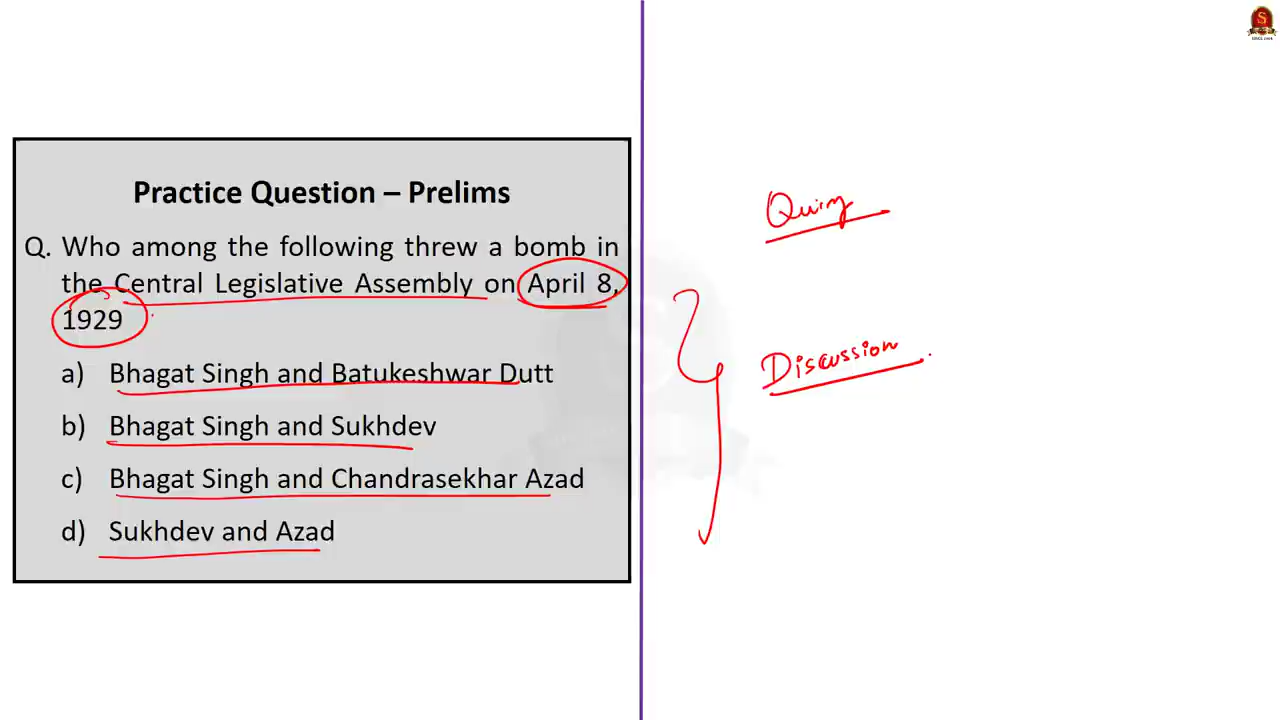 Practice Question – Prelims
Q. Who among the following threw a bomb in
the Central Legislative Assembly on April 8,
1929
a) Bhagat Singh and Batukeshwar Dutt
b) Bhagat Singh and Sukhdev
c) Bhagat Singh and Chandrasekhar Azad
d) Sukhdev and Azad
Discussion